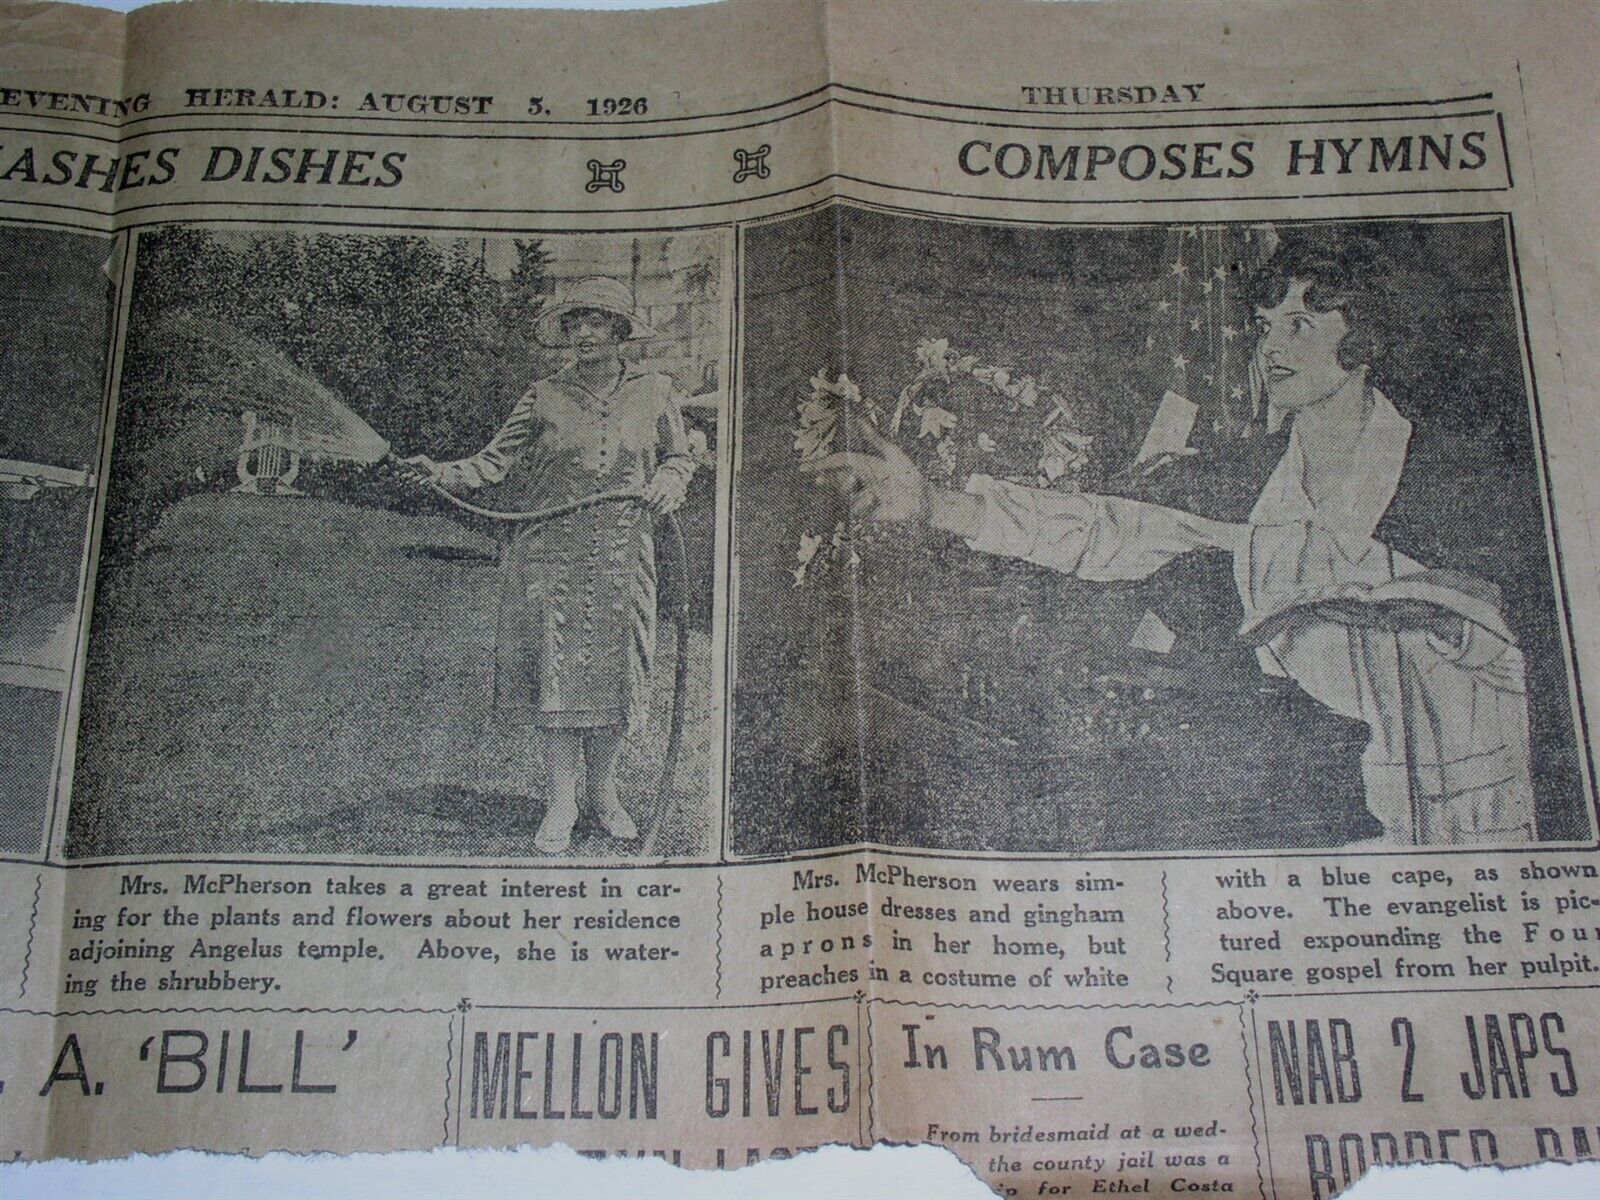 EVENING HERALD: AUGUST 5, 1926 THURSDAY
ASHES DISHES COMPOSES HYMNS
Mrs. McPherson takes a great interest in car-
ing for the plants and flowers about her residence
adjoining Angelus temple. Above, she is water-
ing the shrubbery.
Mrs. McPherson wears sim-
ple house dresses and gingham
aprons in her home, but
preaches in a costume of white
with a blue cape, as shown
above. The evangelist is pic-
tured expounding the Four
Square gospel from her pulpit.
A. 'BILL'
MELLON GIVES
In Rum Case
From bridesmaid at a wed-
the county jail was a
for Ethel Costa
NAB 2 JAPS